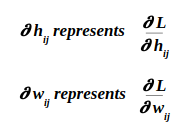 ∂h_ij represents ∂L/∂h_ij
∂w_ij represents ∂L/∂w_ij